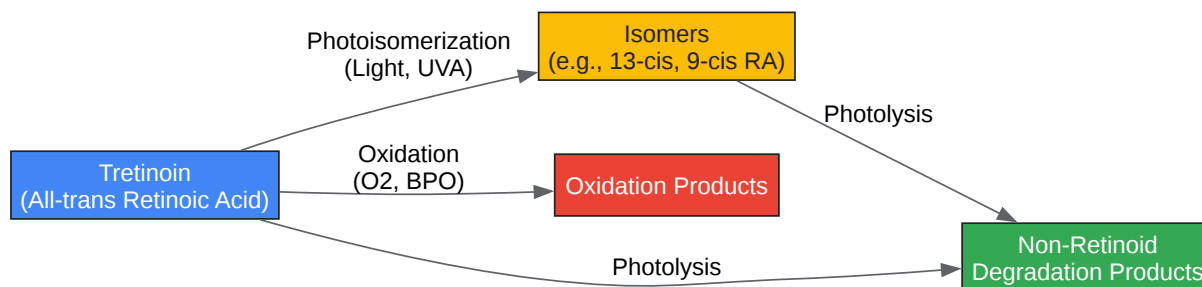 Photoisomerization
(Light, UVA)
Isomers
(e.g., 13-cis, 9-cis RA)
Photolysis
Tretinoin
(All-trans Retinoic Acid)
Oxidation
(O2, BPO)
Oxidation Products
Photolysis
Non-Retinoid
Degradation Products